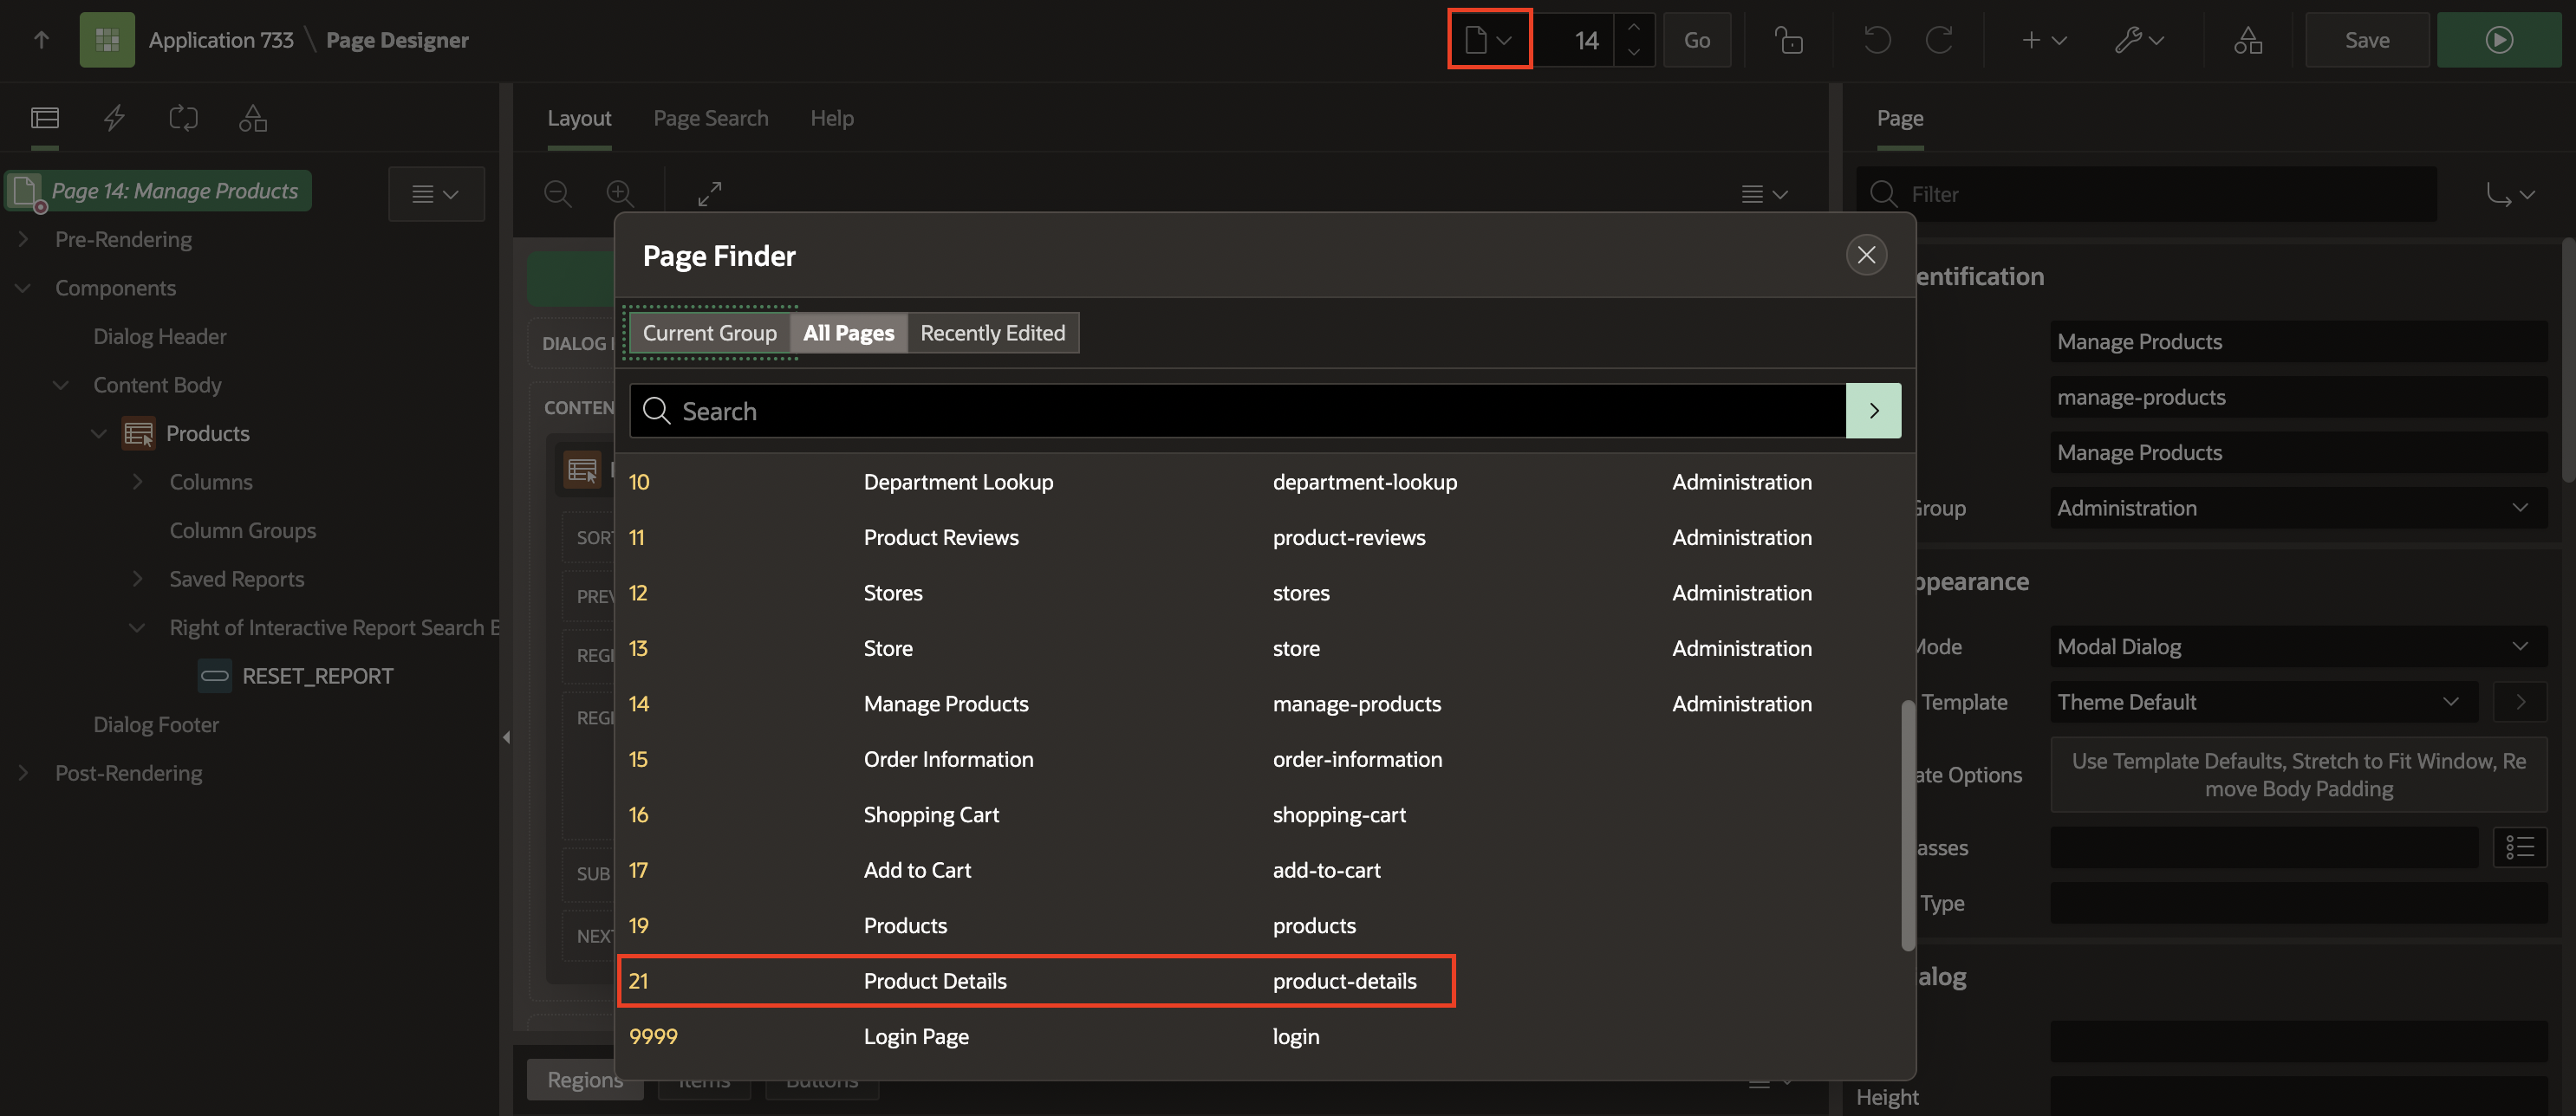 Application 733 \ Page Designer
14
Go
Save
Layout
Page Search
Help
Page
Page 14: Manage Products
Pre-Rendering
Components
Dialog Header
Content Body
Products
Columns
Column Groups
Saved Reports
Right of Interactive Report Search
RESET_REPORT
Dialog Footer
Post-Rendering
DIALOG
CONTEN
SORT
PREV
REGI
REGI
SUB
NEXT
Regions
Items
Buttons
Page Finder
Current Group
All Pages
Recently Edited
Search
10 Department Lookup department-lookup Administration
11 Product Reviews product-reviews Administration
12 Stores stores Administration
13 Store store Administration
14 Manage Products manage-products Administration
15 Order Information order-information
16 Shopping Cart shopping-cart
17 Add to Cart add-to-cart
19 Products products
21 Product Details product-details
9999 Login Page login
Filter
entification
Manage Products
manage-products
Manage Products
Group Administration
ppearance
Mode Modal Dialog
Template Theme Default
ate Options Use Template Defaults, Stretch to Fit Window, Re
move Body Padding
asses
Type
alog
Height